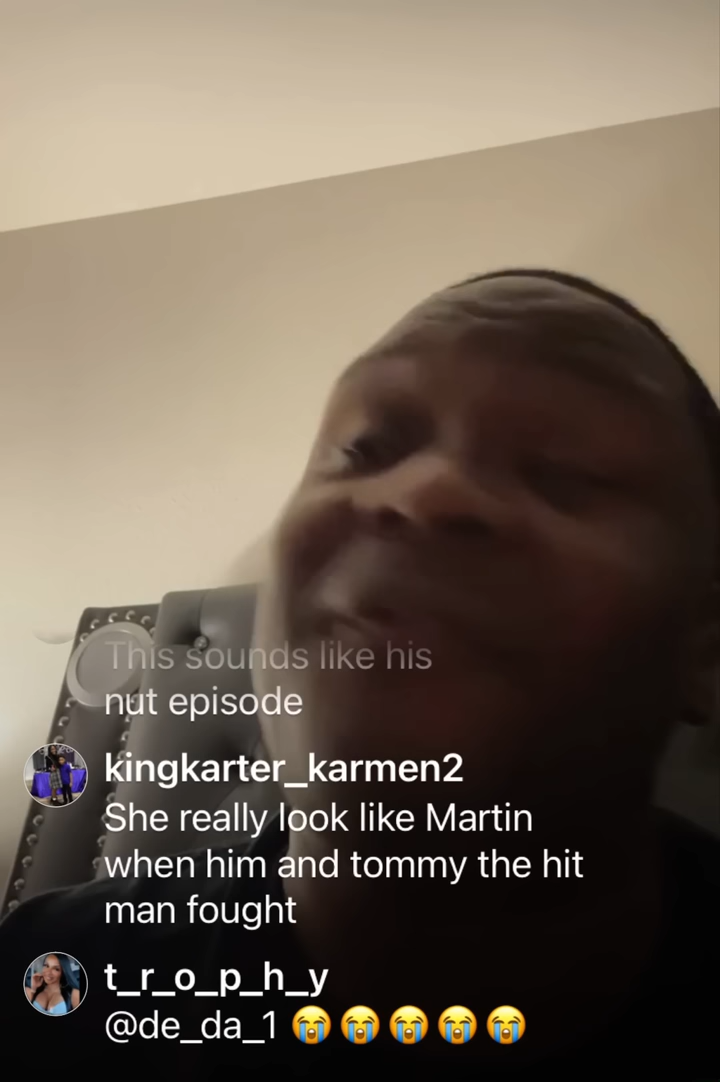 This sounds like his
nut episode
kingkarter_karmen2
She really look like Martin
when him and tommy the hit
man fought
t_r_o_p_h_y
@de_da_1 😭😭😭😭😭